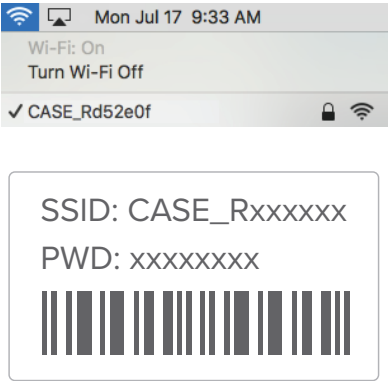 Mon Jul 17 9:33 AM
Wi-Fi: On
Turn Wi-Fi Off
✓ CASE_Rd52e0f
SSID: CASE_Rxxxxxx
PWD: xxxxxxxx